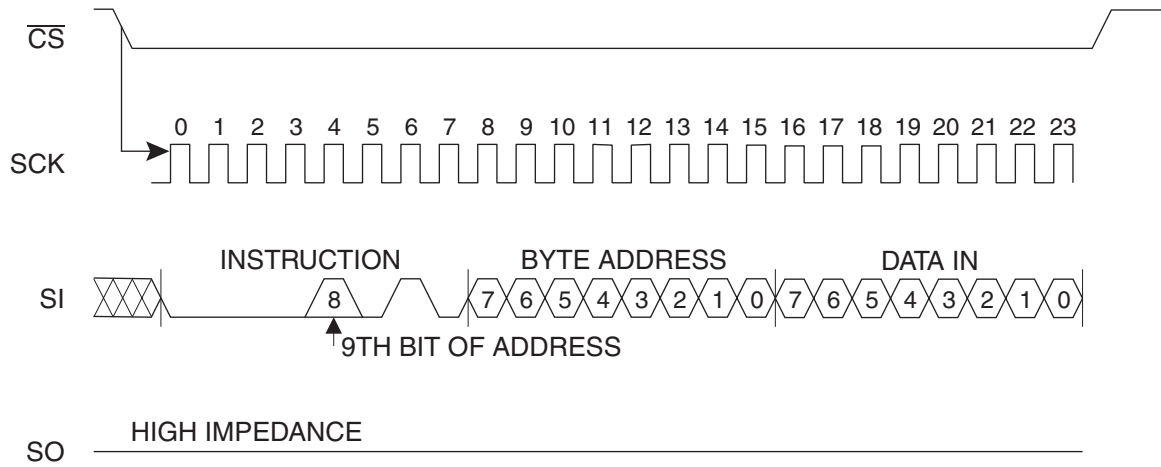 CS
0 1 2 3 4 5 6 7 8 9 10 11 12 13 14 15 16 17 18 19 20 21 22 23
SCK
INSTRUCTION BYTE ADDRESS DATA IN
SI 8 7 6 5 4 3 2 1 0 7 6 5 4 3 2 1 0
9TH BIT OF ADDRESS
HIGH IMPEDANCE
SO